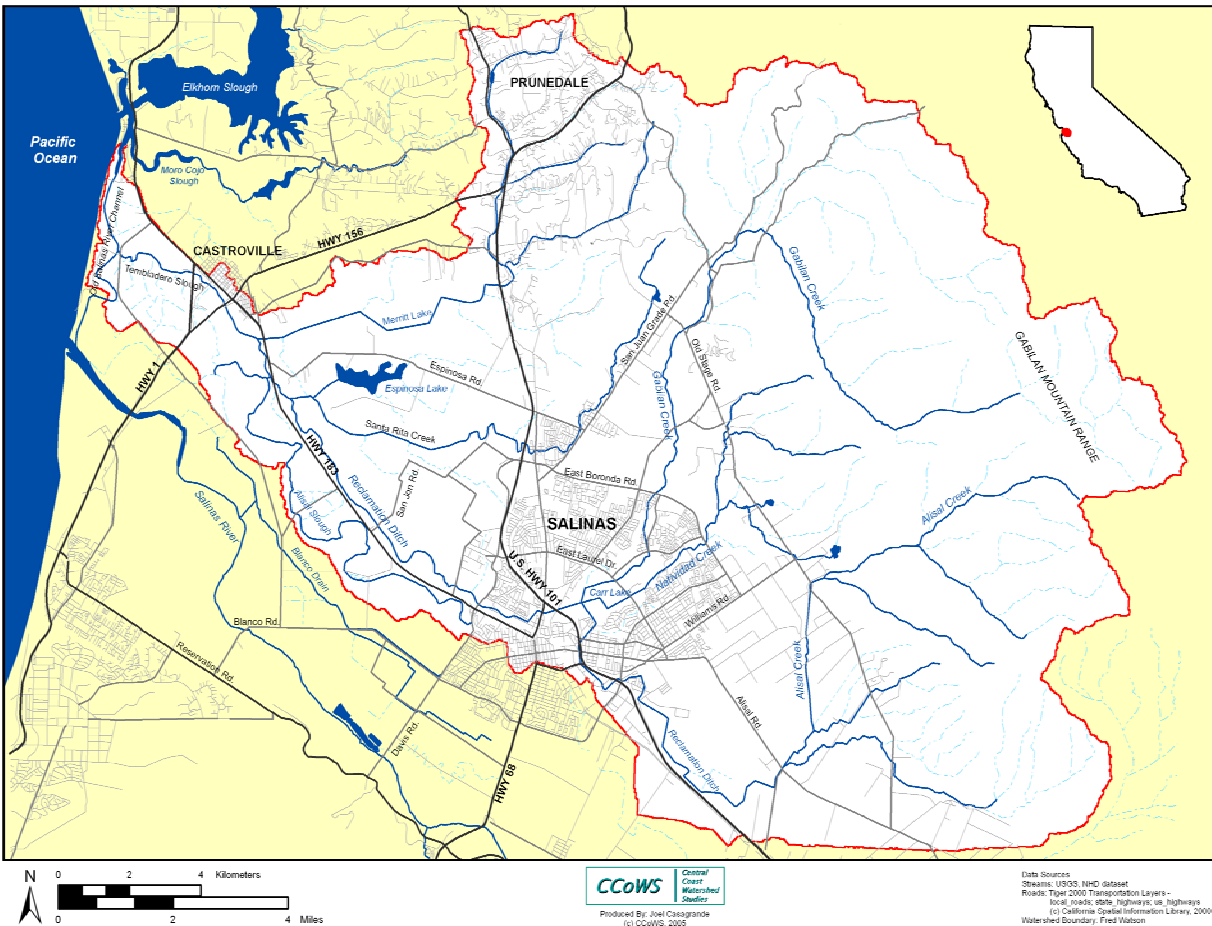 PRUNEDALE
Elkhorn Slough
Pacific
Ocean
Moro Cojo
Slough
Old Salinas River Channel
CASTROVILLE
HWY 156
Tembladero Slough
Gabilan Creek
Merritt Lake
San Juan Grade Rd.
Old Stage Rd.
GABILAN MOUNTAIN RANGE
HWY 1
Espinosa Rd.
Espinosa Lake
Gabilan Creek
Santa Rita Creek
HWY 183
San Jon Rd.
East Boronda Rd.
Reclamation Ditch
Alisal Slough
Salinas River
SALINAS
Alisal Creek
Blanco Drain
East Laurel Dr.
U.S. HWY 101
Natividad Creek
Carr Lake
Williams Rd.
Blanco Rd.
Reservation Rd.
Alisal Creek
Alisal Rd.
Davis Rd.
Reclamation Ditch
HWY 68
N
0 2 4 Kilometers
0 2 4 Miles
CCoWS
Central
Coast
Watershed
Studies
Produced By: Joel Casagrande
(c) CCoWS, 2005
Data Sources
Streams: USGS, NHD dataset
Roads: Tiger 2000 Transportation Layers -
local_roads; state_highways; us_highways
(c) California Spatial Information Library, 2000
Watershed Boundary: Fred Watson